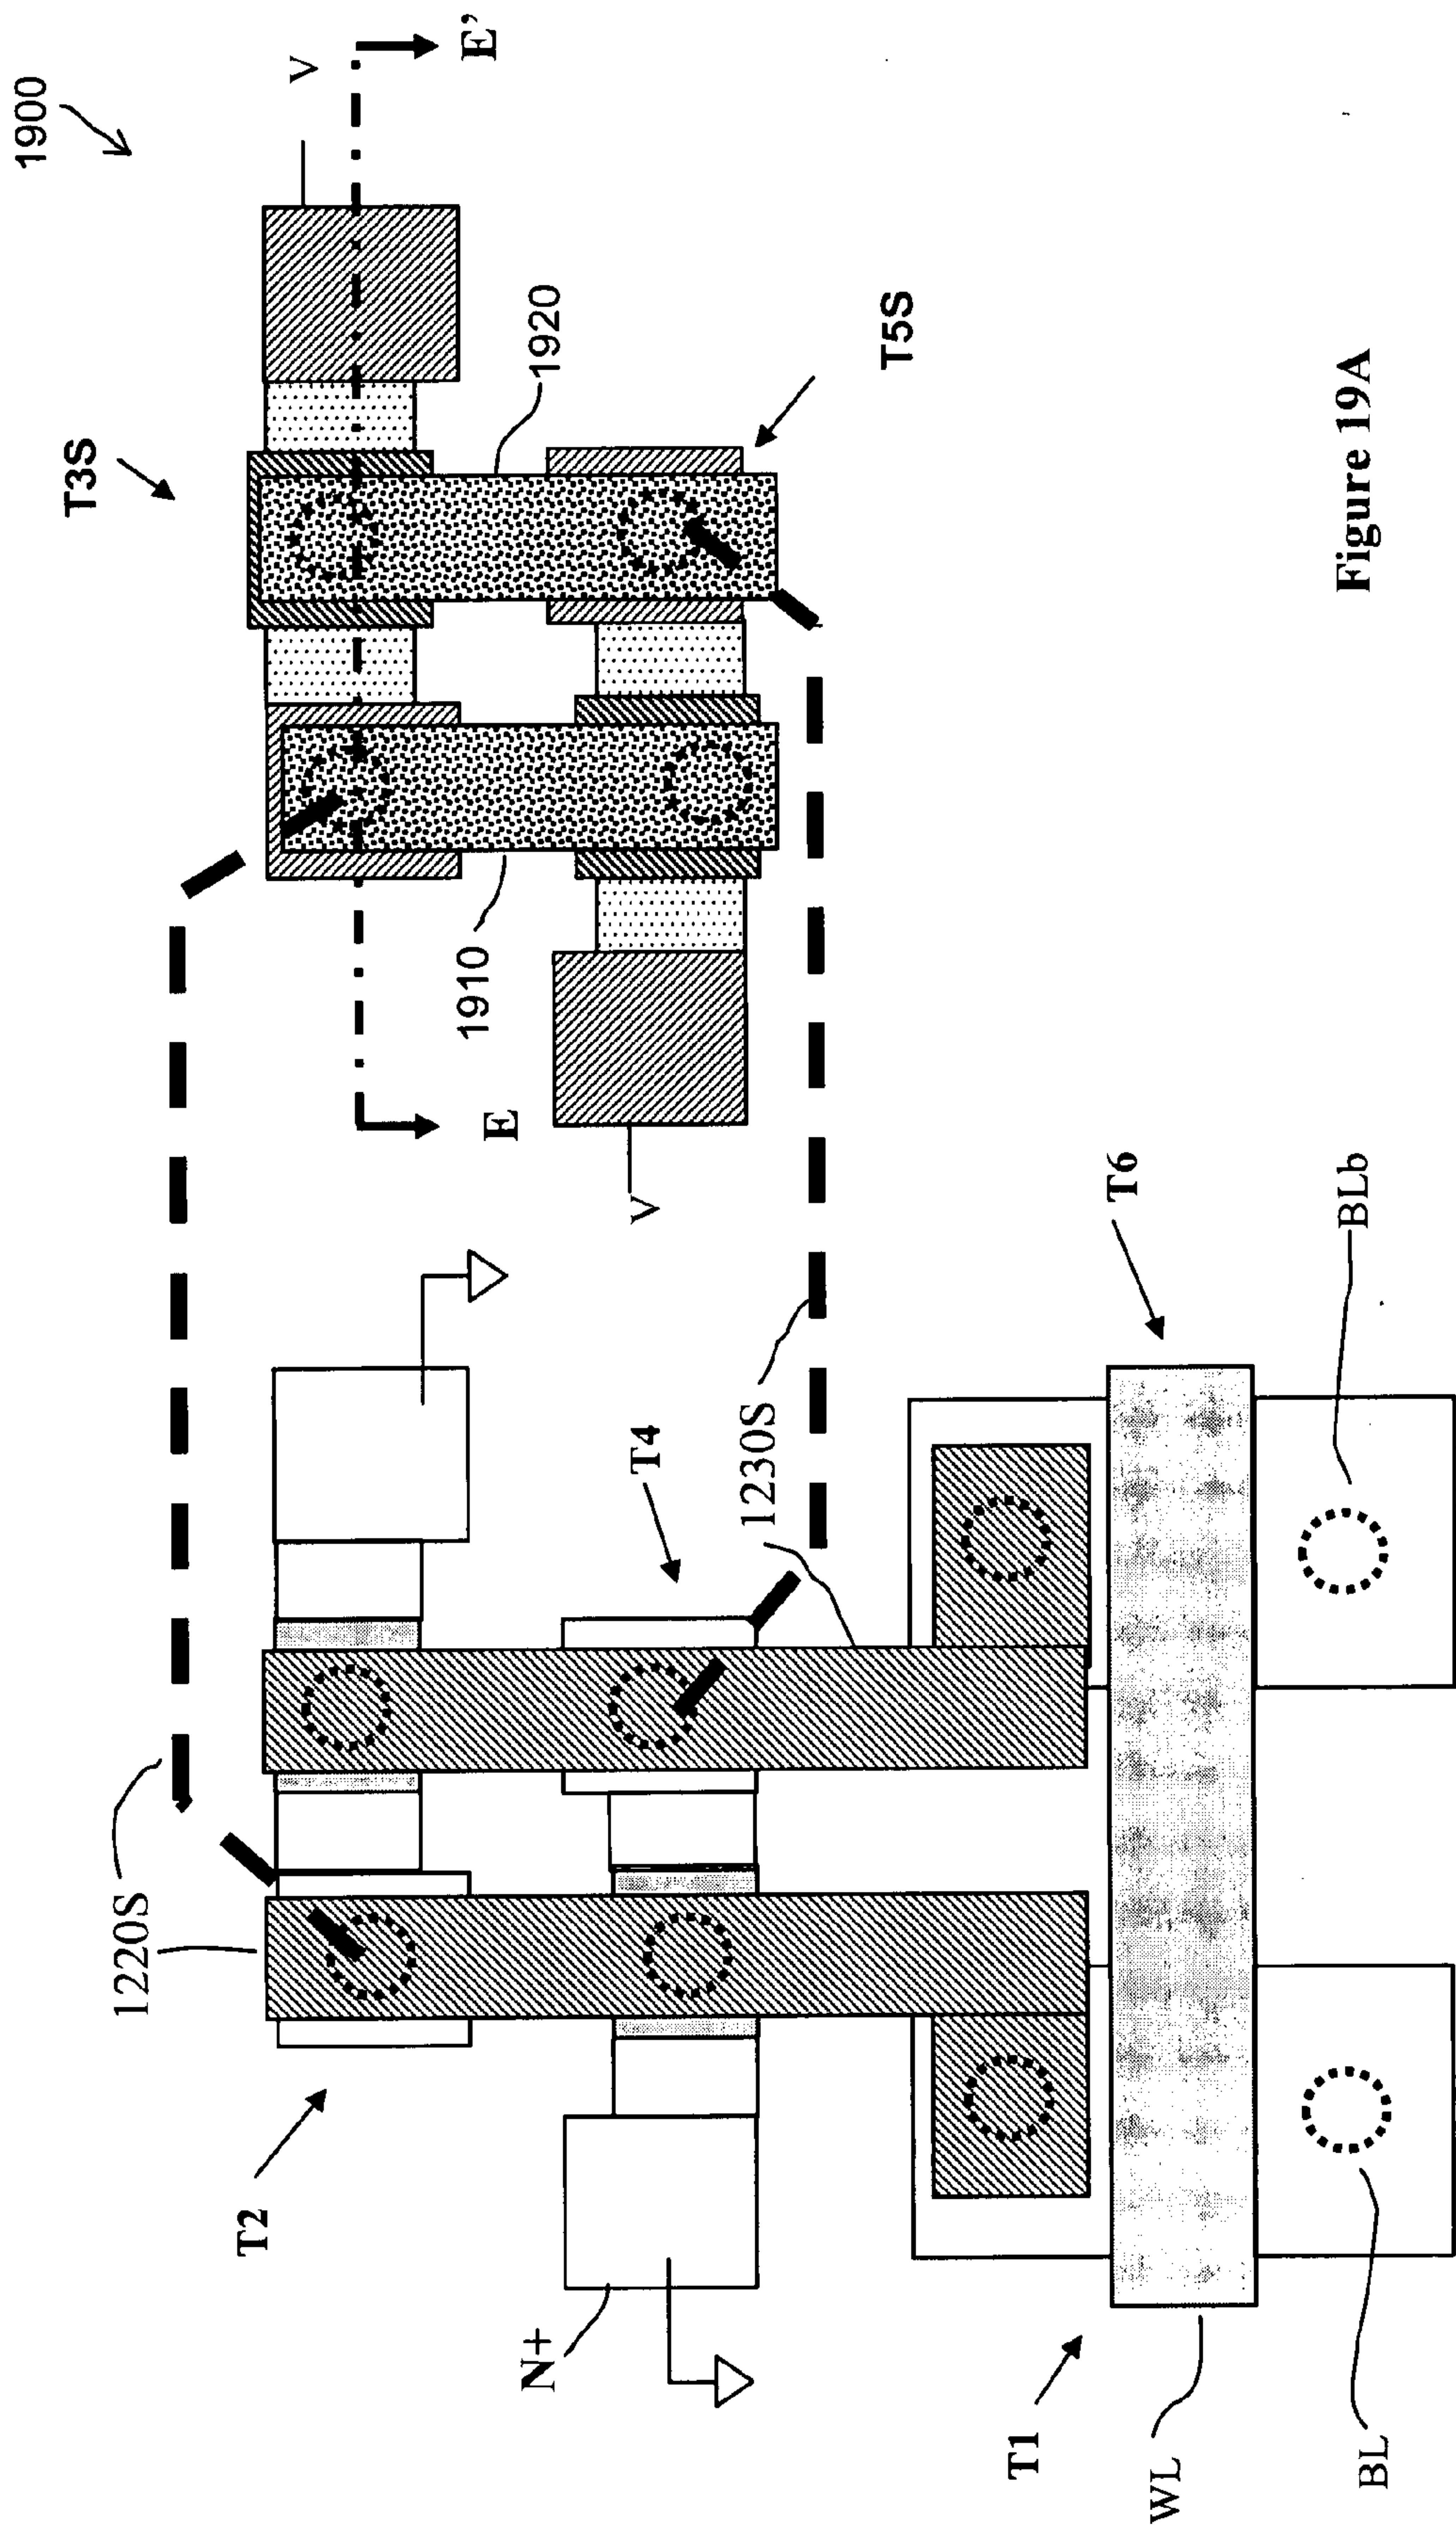 1900
V
E'
T3S
1920
T5S
1910
E
V
1220S
T2
T4
1230S
N+
T1
T6
WL
BL
BLb
Figure 19A